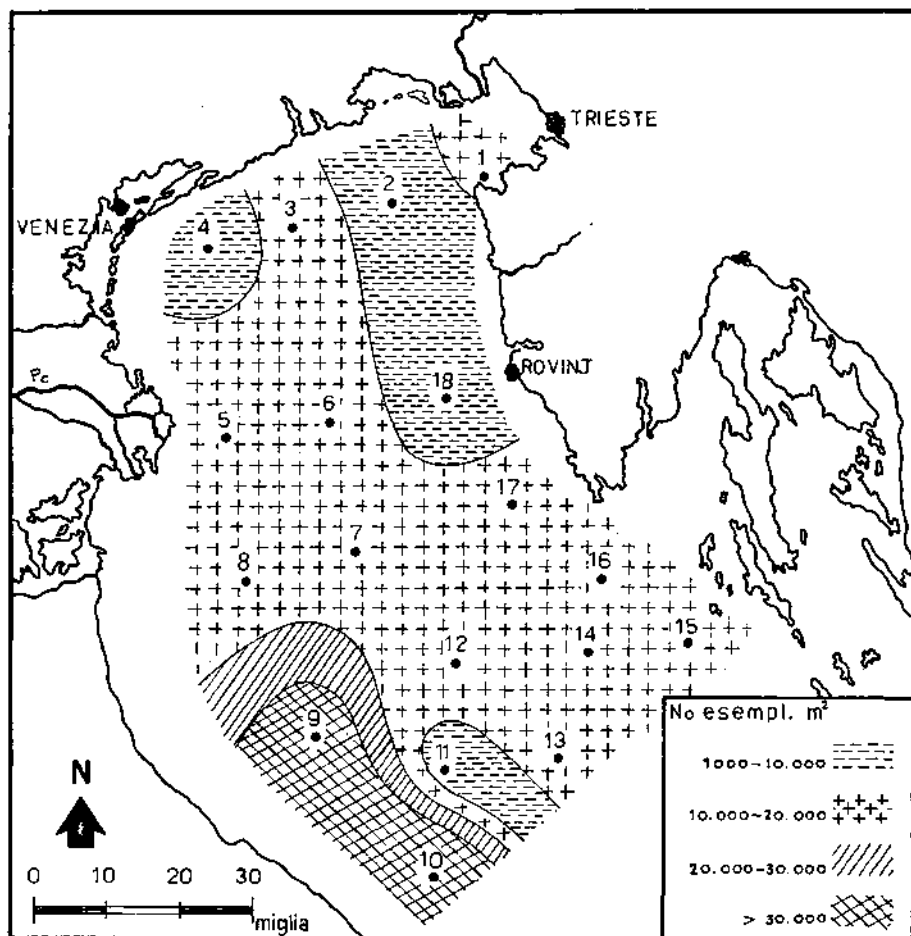 TRIESTE
1
2
3
4
VENEZIA
ROVINJ
Po
18
6
5
17
7
8
16
15
14
12
9
13
11
10
N
0 10 20 30
miglia
No esempl. m²
1000–10.000
10.000–20.000
20.000–30.000
> 30.000